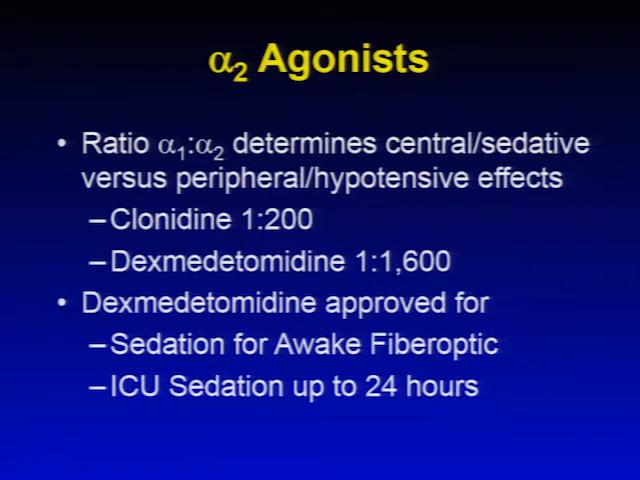 α2 Agonists
• Ratio α1:α2 determines central/sedative
versus peripheral/hypotensive effects
–Clonidine 1:200
–Dexmedetomidine 1:1,600
• Dexmedetomidine approved for
–Sedation for Awake Fiberoptic
–ICU Sedation up to 24 hours